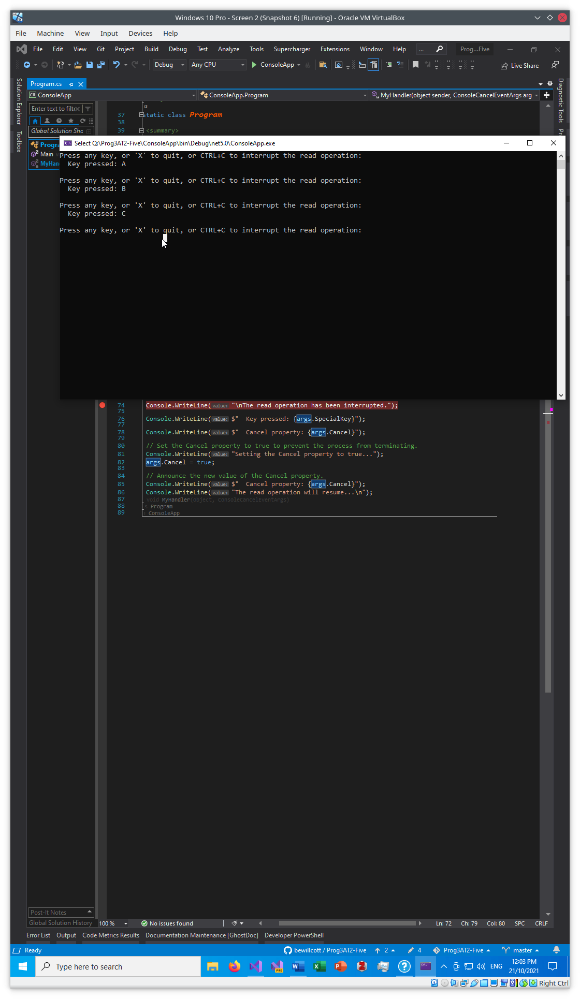 Windows 10 Pro - Screen 2 (Snapshot 6) [Running] - Oracle VM VirtualBox
File Machine View Input Devices Help
File Edit View Git Project Build Debug Test Analyze Tools Supercharger Extensions Window Help ... Prog...Five
Debug Any CPU ConsoleApp Live Share
Solution Explorer
Toolbox
Diagnostic Tools
Program.cs
C# ConsoleApp ConsoleApp.Program MyHandler(object sender, ConsoleCancelEventArgs arg
Enter text to filte
37 static class Program
38
Global Solution Sho
39 <summary>
Progra
Main
MyHan
Select Q:\Prog3AT2-Five\ConsoleApp\bin\Debug\net5.0\ConsoleApp.exe
Press any key, or 'X' to quit, or CTRL+C to interrupt the read operation:
Key pressed: A
Press any key, or 'X' to quit, or CTRL+C to interrupt the read operation:
Key pressed: B
Press any key, or 'X' to quit, or CTRL+C to interrupt the read operation:
Key pressed: C
Press any key, or 'X' to quit, or CTRL+C to interrupt the read operation:
74 Console.WriteLine(value: "\nThe read operation has been interrupted.");
75
76 Console.WriteLine(value: $"  Key pressed: {args.SpecialKey}");
77
78 Console.WriteLine(value: $"  Cancel property: {args.Cancel}");
79
80 // Set the Cancel property to true to prevent the process from terminating.
81 Console.WriteLine(value: "Setting the Cancel property to true...");
82 args.Cancel = true;
83
84 // Announce the new value of the Cancel property.
85 Console.WriteLine(value: $"  Cancel property: {args.Cancel}");
86 Console.WriteLine(value: "The read operation will resume...\n");
87 void MyHandler(object, ConsoleCancelEventArgs)
88 s Program
89 ConsoleApp
Post-It Notes
Global Solution History 100 % No issues found Ln: 72 Ch: 79 Col: 80 SPC CRLF
Error List Output Code Metrics Results Documentation Maintenance [GhostDoc] Developer PowerShell
Ready bewillcott / Prog3AT2-Five 2 4 Prog3AT2-Five master
Type here to search ENG 12:03 PM
21/10/2021
Right Ctrl